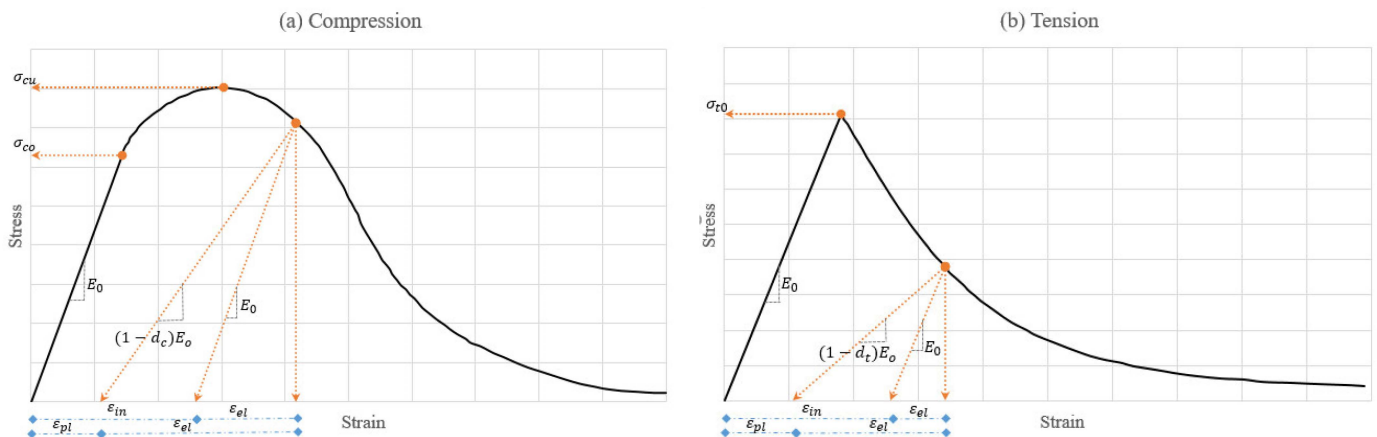 (a) Compression
σcu
σco
Stress
E0
(1 − dc)Eo
E0
εin
εel
εpl
εel
Strain
(b) Tension
σt0
Stress
E0
(1 − dt)Eo
E0
εin
εel
εpl
εel
Strain